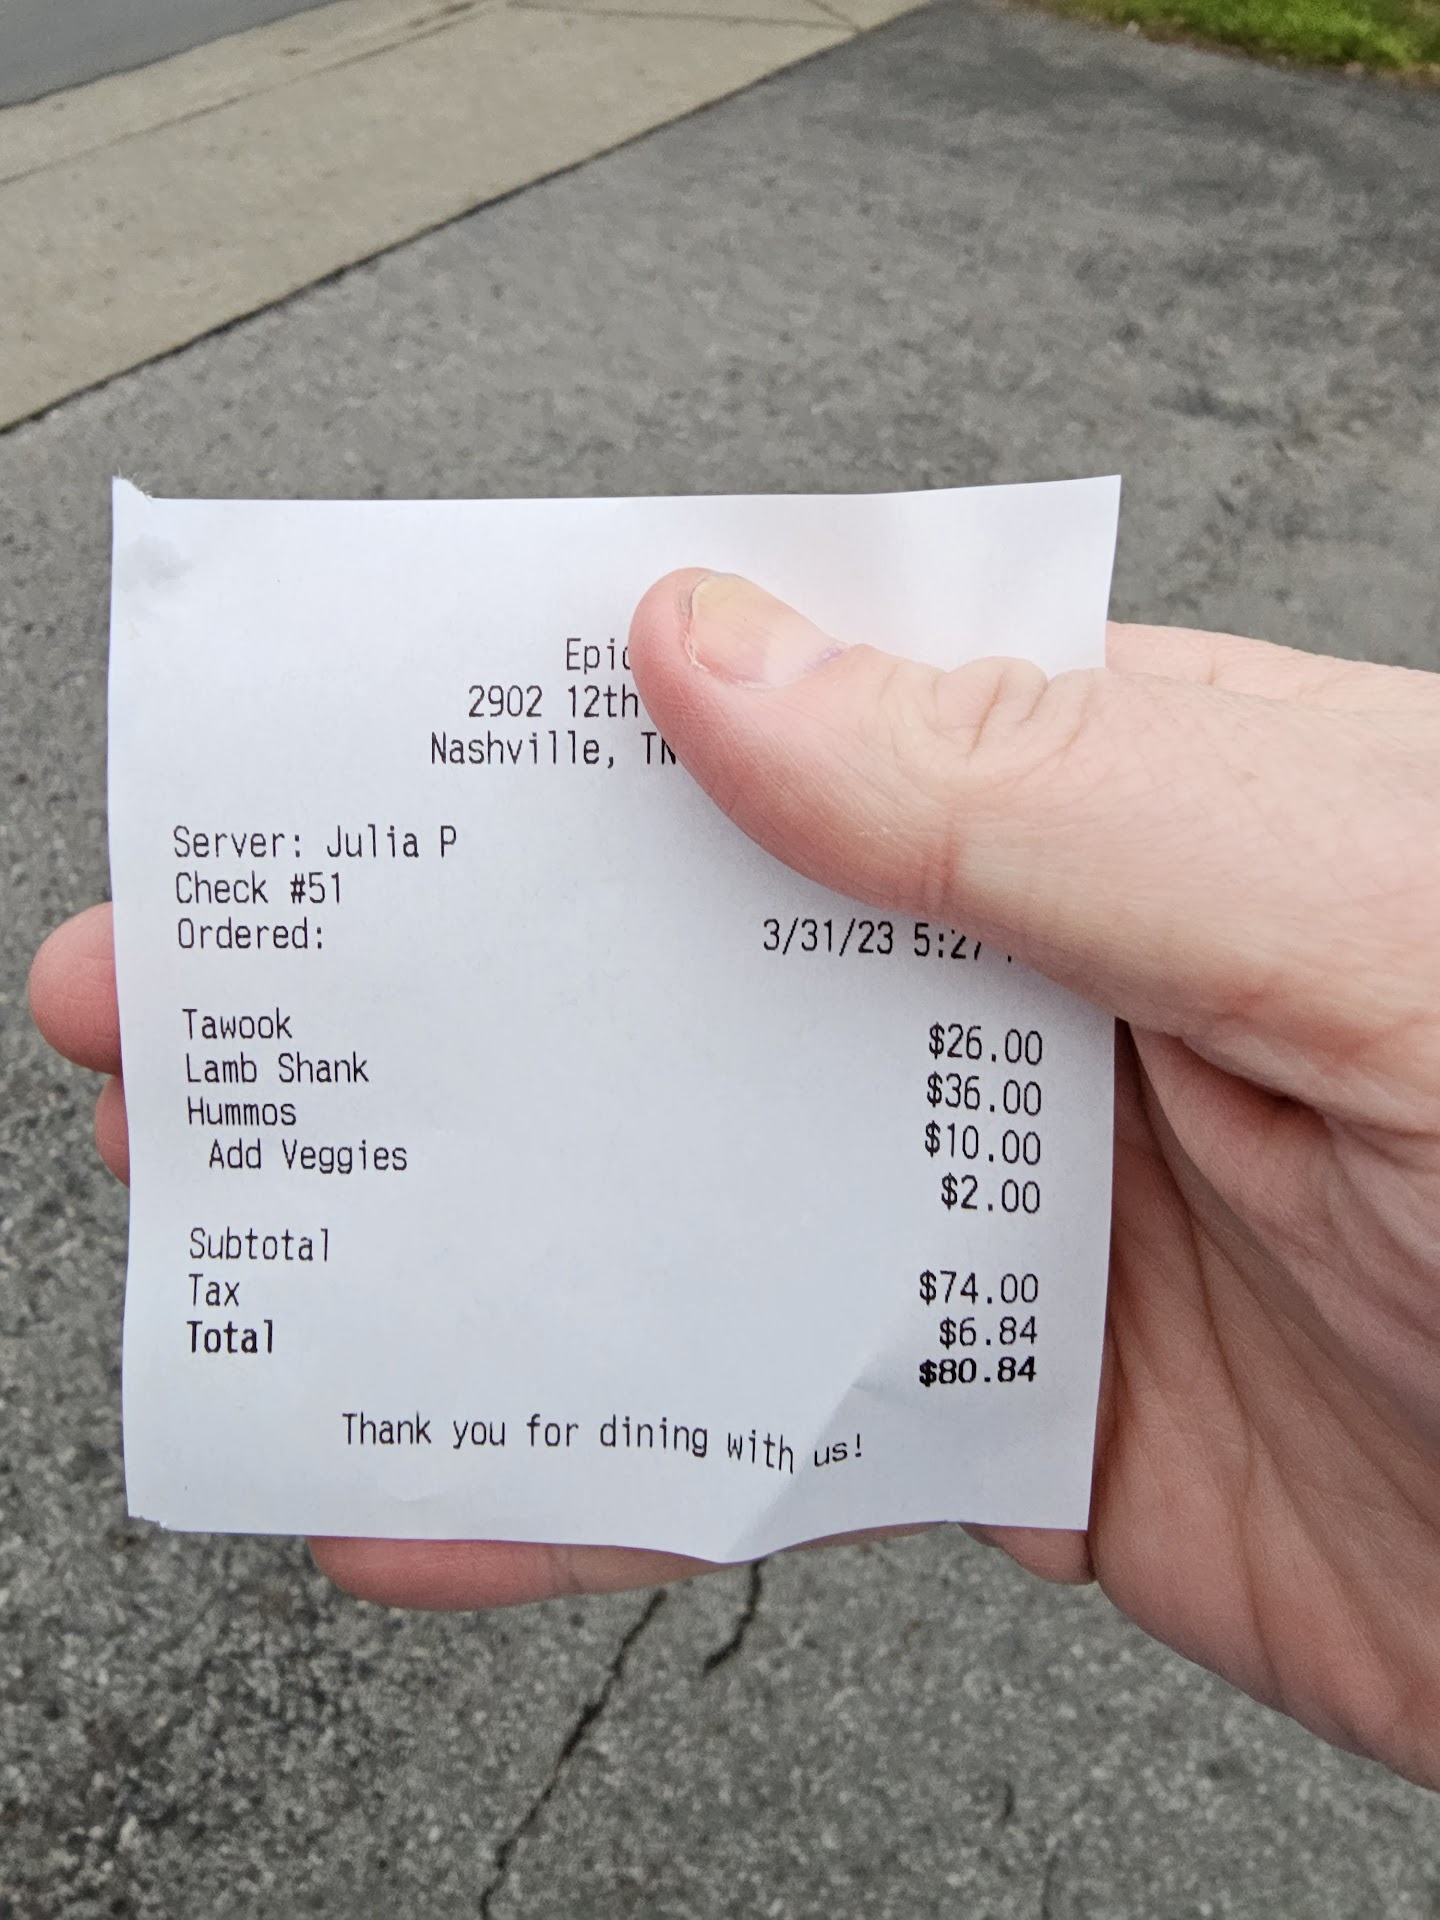 Epic
2902 12th
Nashville, TN
Server: Julia P
Check #51
Ordered: 3/31/23 5:27
Tawook $26.00
Lamb Shank $36.00
Hummos $10.00
Add Veggies $2.00
Subtotal $74.00
Tax $6.84
Total $80.84
Thank you for dining with us!